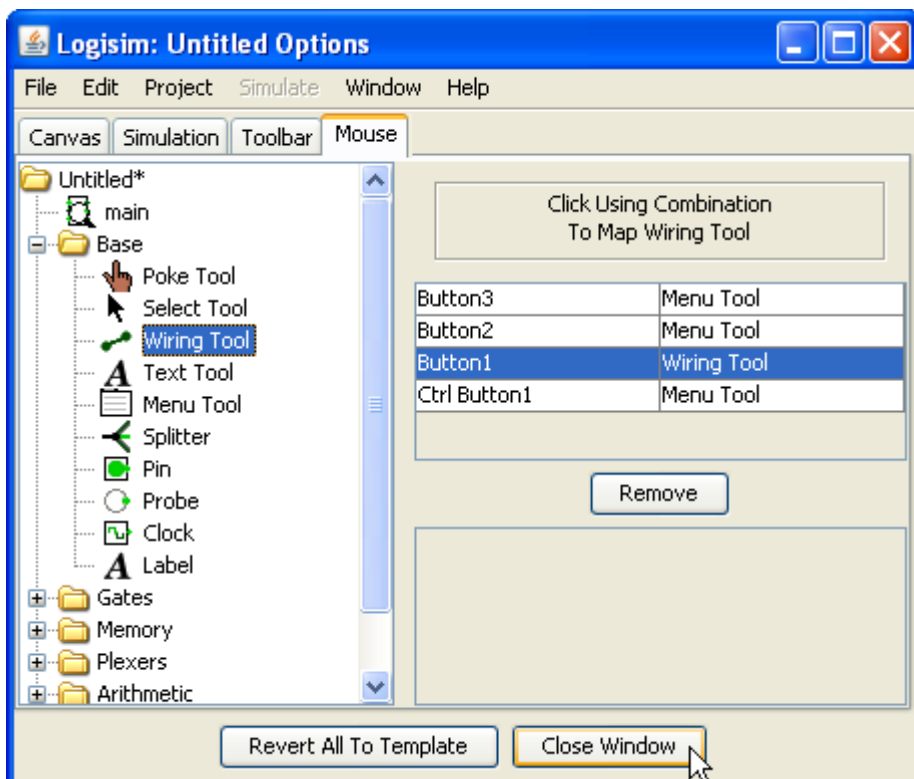 Logisim: Untitled Options
File Edit Project Simulate Window Help
Canvas Simulation Toolbar Mouse
Untitled*
main
Base
Poke Tool
Select Tool
Wiring Tool
A Text Tool
Menu Tool
Splitter
Pin
Probe
Clock
A Label
Gates
Memory
Plexers
Arithmetic
Click Using Combination
To Map Wiring Tool
Button3 Menu Tool
Button2 Menu Tool
Button1 Wiring Tool
Ctrl Button1 Menu Tool
Remove
Revert All To Template Close Window